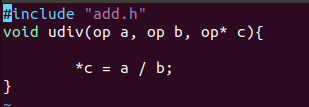 #include "add.h"
void udiv(op a, op b, op* c){
        *c = a / b;
}
~